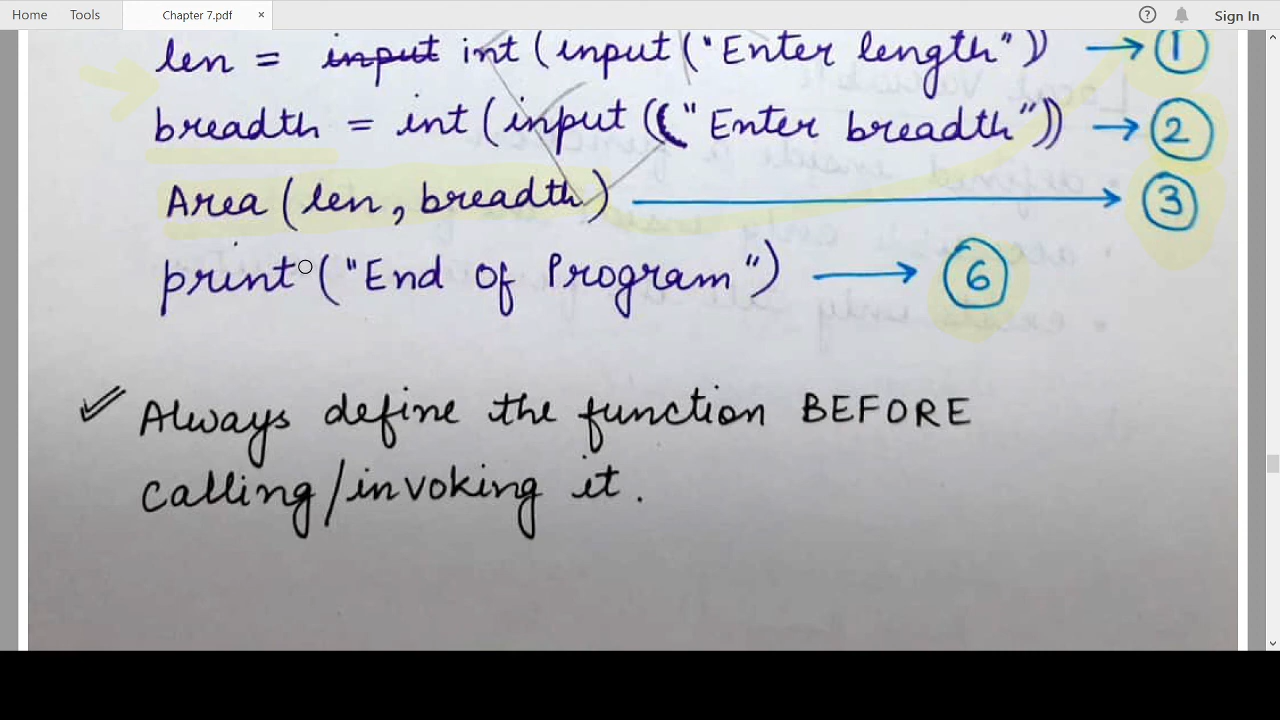 Home Tools Chapter 7.pdf × Sign In
len = input int (input ("Enter length")) → 1
breadth = int (input (("Enter breadth")) → 2
Area (len, breadth) → 3
print ("End of Program") → 6
✓ Always define the function BEFORE
calling/invoking it.